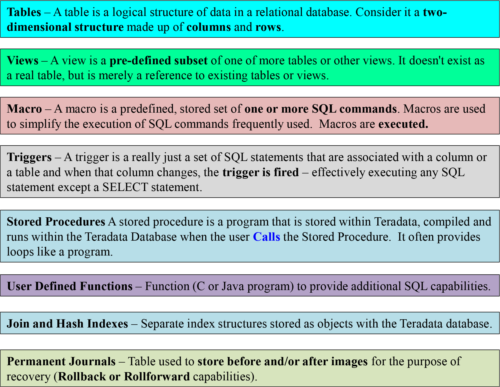 Tables – A table is a logical structure of data in a relational database. Consider it a two-
dimensional structure made up of columns and rows.
Views – A view is a pre-defined subset of one of more tables or other views. It doesn't exist as
a real table, but is merely a reference to existing tables or views.
Macro – A macro is a predefined, stored set of one or more SQL commands. Macros are used
to simplify the execution of SQL commands frequently used. Macros are executed.
Triggers – A trigger is a really just a set of SQL statements that are associated with a column or
a table and when that column changes, the trigger is fired – effectively executing any SQL
statement except a SELECT statement.
Stored Procedures A stored procedure is a program that is stored within Teradata, compiled and
runs within the Teradata Database when the user Calls the Stored Procedure. It often provides
loops like a program.
User Defined Functions – Function (C or Java program) to provide additional SQL capabilities.
Join and Hash Indexes – Separate index structures stored as objects with the Teradata database.
Permanent Journals – Table used to store before and/or after images for the purpose of
recovery (Rollback or Rollforward capabilities).